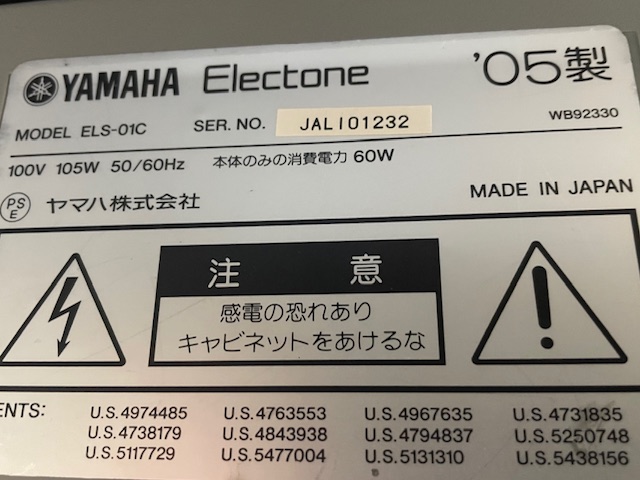 YAMAHA Electone '05製
MODEL ELS-01C SER. NO. JALI01232 WB92330
100V 105W 50/60Hz 本体のみの消費電力 60W
PSE ヤマハ株式会社 MADE IN JAPAN
注意
感電の恐れあり
キャビネットをあけるな
ENTS: U.S.4974485 U.S.4763553 U.S.4967635 U.S.4731835
U.S.4738179 U.S.4843938 U.S.4794837 U.S.5250748
U.S.5117729 U.S.5477004 U.S.5131310 U.S.5438156